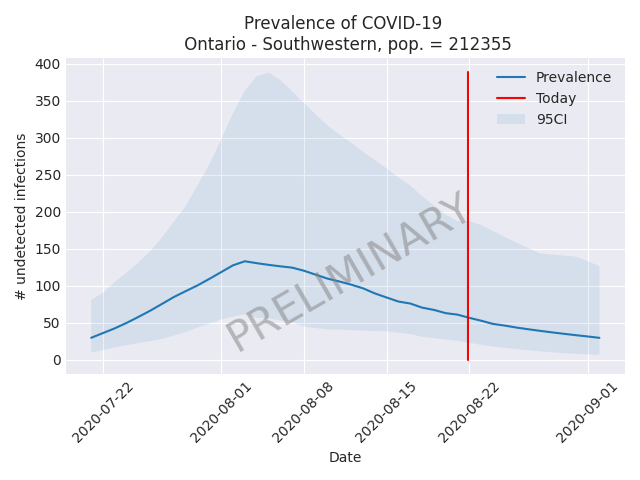 Prevalence of COVID-19
Ontario - Southwestern, pop. = 212355
400
350
300
250
200
150
100
50
0
# undetected infections
Prevalence
Today
95CI
PRELIMINARY
2020-07-22
2020-08-01
2020-08-08
2020-08-15
2020-08-22
2020-09-01
Date